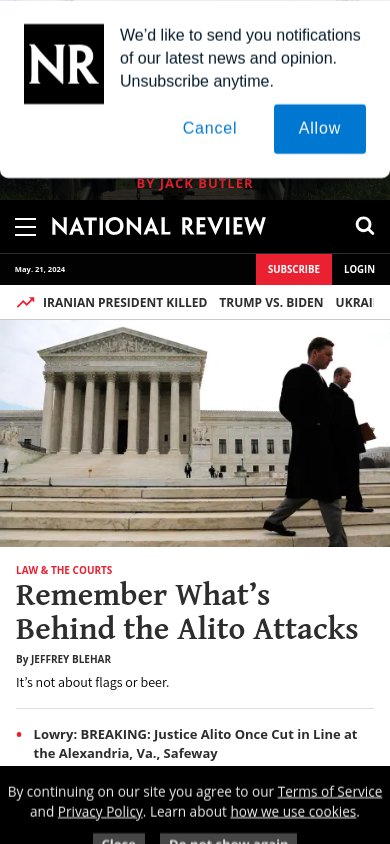 NR
We'd like to send you notifications
of our latest news and opinion.
Unsubscribe anytime.
Cancel
Allow
BY JACK BUTLER
NATIONAL REVIEW
May. 21, 2024
SUBSCRIBE
LOGIN
IRANIAN PRESIDENT KILLED TRUMP VS. BIDEN UKRAI
LAW & THE COURTS
Remember What’s
Behind the Alito Attacks
By JEFFREY BLEHAR
It’s not about flags or beer.
• Lowry: BREAKING: Justice Alito Once Cut in Line at
the Alexandria, Va., Safeway
By continuing on our site you agree to our Terms of Service
and Privacy Policy. Learn about how we use cookies.
Close
Do not show again